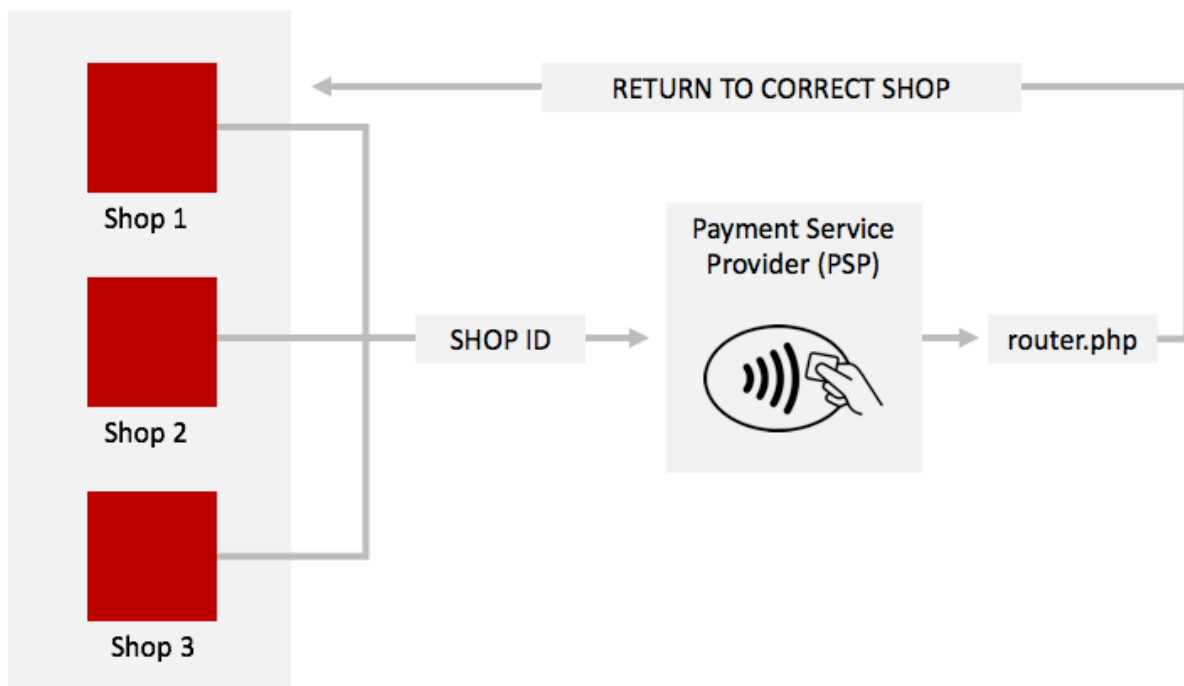 RETURN TO CORRECT SHOP
Shop 1
Payment Service
Provider (PSP)
SHOP ID
router.php
Shop 2
Shop 3